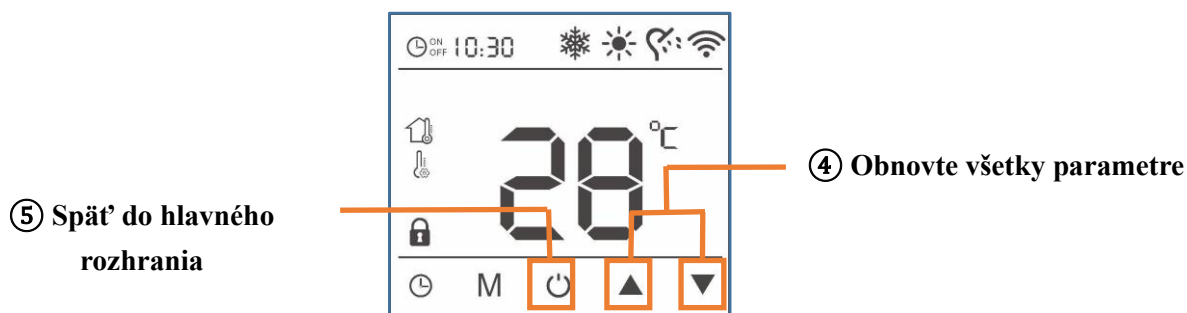 ON
OFF 10:30
28 °C
④ Obnovte všetky parametre
⑤ Späť do hlavného
rozhrania
M